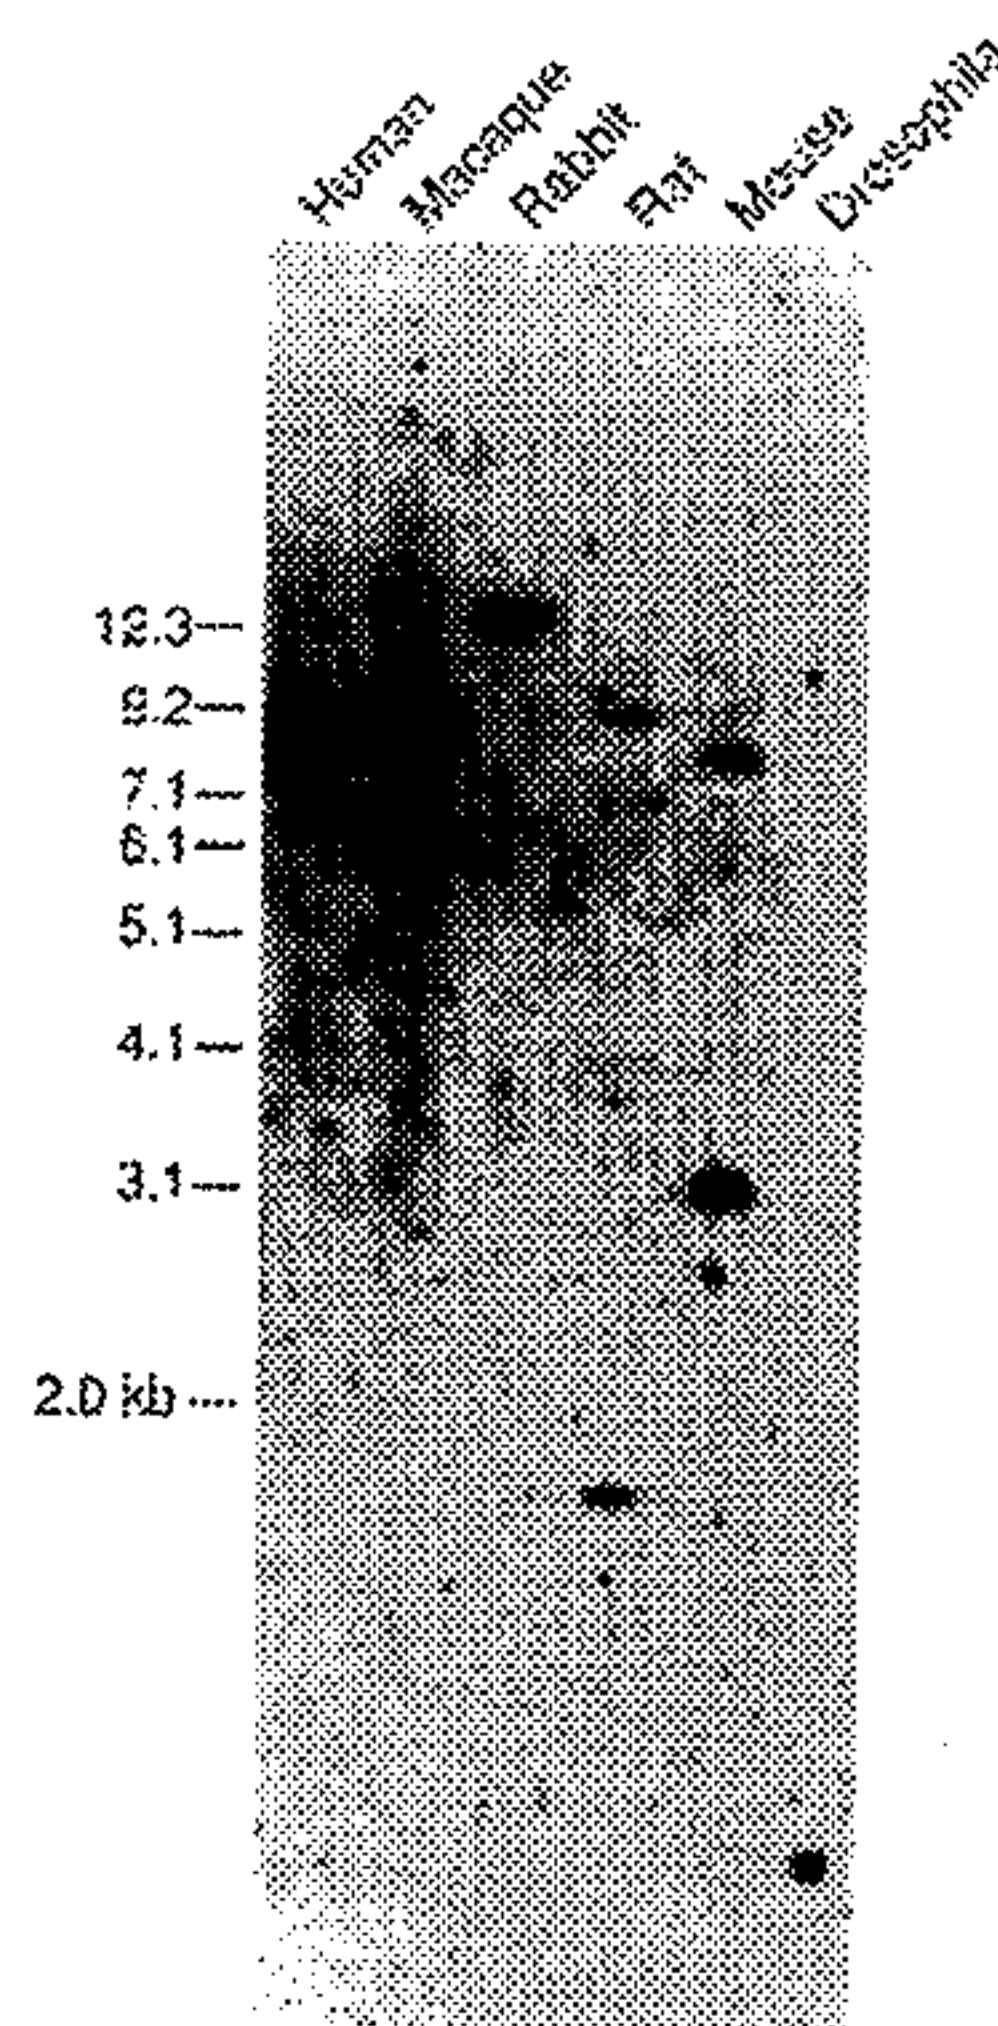 Human
Macaque
Rabbit
Rat
Mouse
Drosophila
12.3
9.2
7.1
6.1
5.1
4.1
3.1
2.0 kb